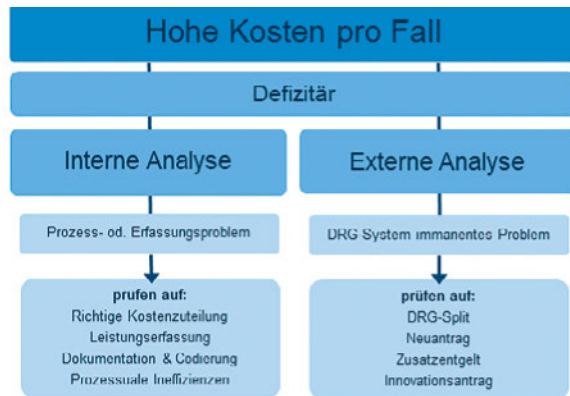 Hohe Kosten pro Fall
Defizitär
Interne Analyse
Prozess- od. Erfassungsproblem
prufen auf:
Richtige Kostenzuteilung
Leistungserfassung
Dokumentation & Codierung
Prozessuale Ineffizienzen
Externe Analyse
DRG System immanentes Problem
prüfen auf:
DRG-Split
Neuantrag
Zusatzentgelt
Innovationsantrag